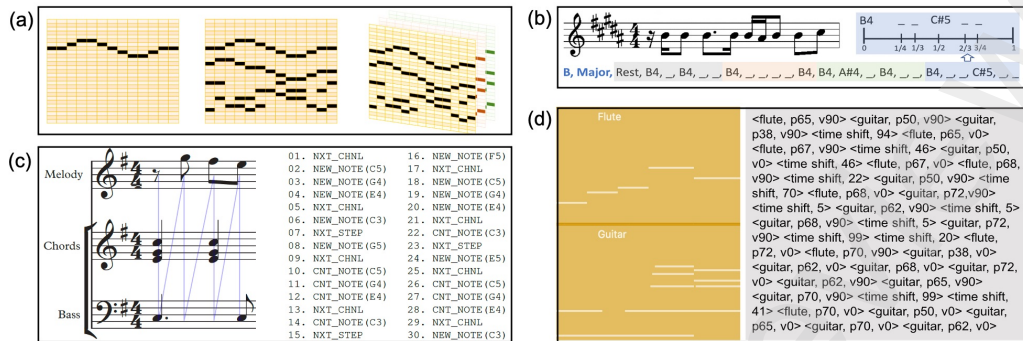 (a)
(b)
B4 _ _ C#5 _ _
0 1/4 1/3 1/2 2/3 3/4 1
B, Major, Rest, B4, _, B4, _, _, B4, _, _, _, _, B4, B4, A#4, _, B4, _, _, B4, _, _, C#5, _ _
(c)
Melody
Chords
Bass
01. NXT_CHNL
02. NEW_NOTE(C5)
03. NEW_NOTE(G4)
04. NEW_NOTE(E4)
05. NXT_CHNL
06. NEW_NOTE(C3)
07. NXT_STEP
08. NEW_NOTE(G5)
09. NXT_CHNL
10. CNT_NOTE(C5)
11. CNT_NOTE(G4)
12. CNT_NOTE(E4)
13. NXT_CHNL
14. CNT_NOTE(C3)
15. NXT_STEP
16. NEW_NOTE(F5)
17. NXT_CHNL
18. NEW_NOTE(C5)
19. NEW_NOTE(G4)
20. NEW_NOTE(E4)
21. NXT_CHNL
22. CNT_NOTE(C3)
23. NXT_STEP
24. NEW_NOTE(E5)
25. NXT_CHNL
26. CNT_NOTE(C5)
27. CNT_NOTE(G4)
28. CNT_NOTE(E4)
29. NXT_CHNL
30. NEW_NOTE(C3)
(d)
Flute
Guitar
<flute, p65, v90> <guitar, p50, v90> <guitar,
p38, v90> <time shift, 94> <flute, p65, v0>
<flute, p67, v90> <time shift, 46> <guitar, p50,
v0> <time shift, 46> <flute, p67, v0> <flute, p68,
v90> <time shift, 22> <guitar, p50, v90> <time
shift, 70> <flute, p68, v0> <guitar, p72,v90>
<time shift, 5> <guitar, p62, v90> <time shift, 5>
<guitar, p68, v90> <time shift, 5> <guitar, p72,
v90> <time shift, 99> <time shift, 20> <flute,
p72, v0> <flute, p70, v90> <guitar, p38, v0>
<guitar, p62, v0> <guitar, p68, v0> <guitar, p72,
v0> <guitar, p62, v90> <guitar, p65, v90>
<guitar, p70, v90> <time shift, 99> <time shift,
41> <flute, p70, v0> <guitar, p50, v0> <guitar,
p65, v0> <guitar, p70, v0> <guitar, p62, v0>